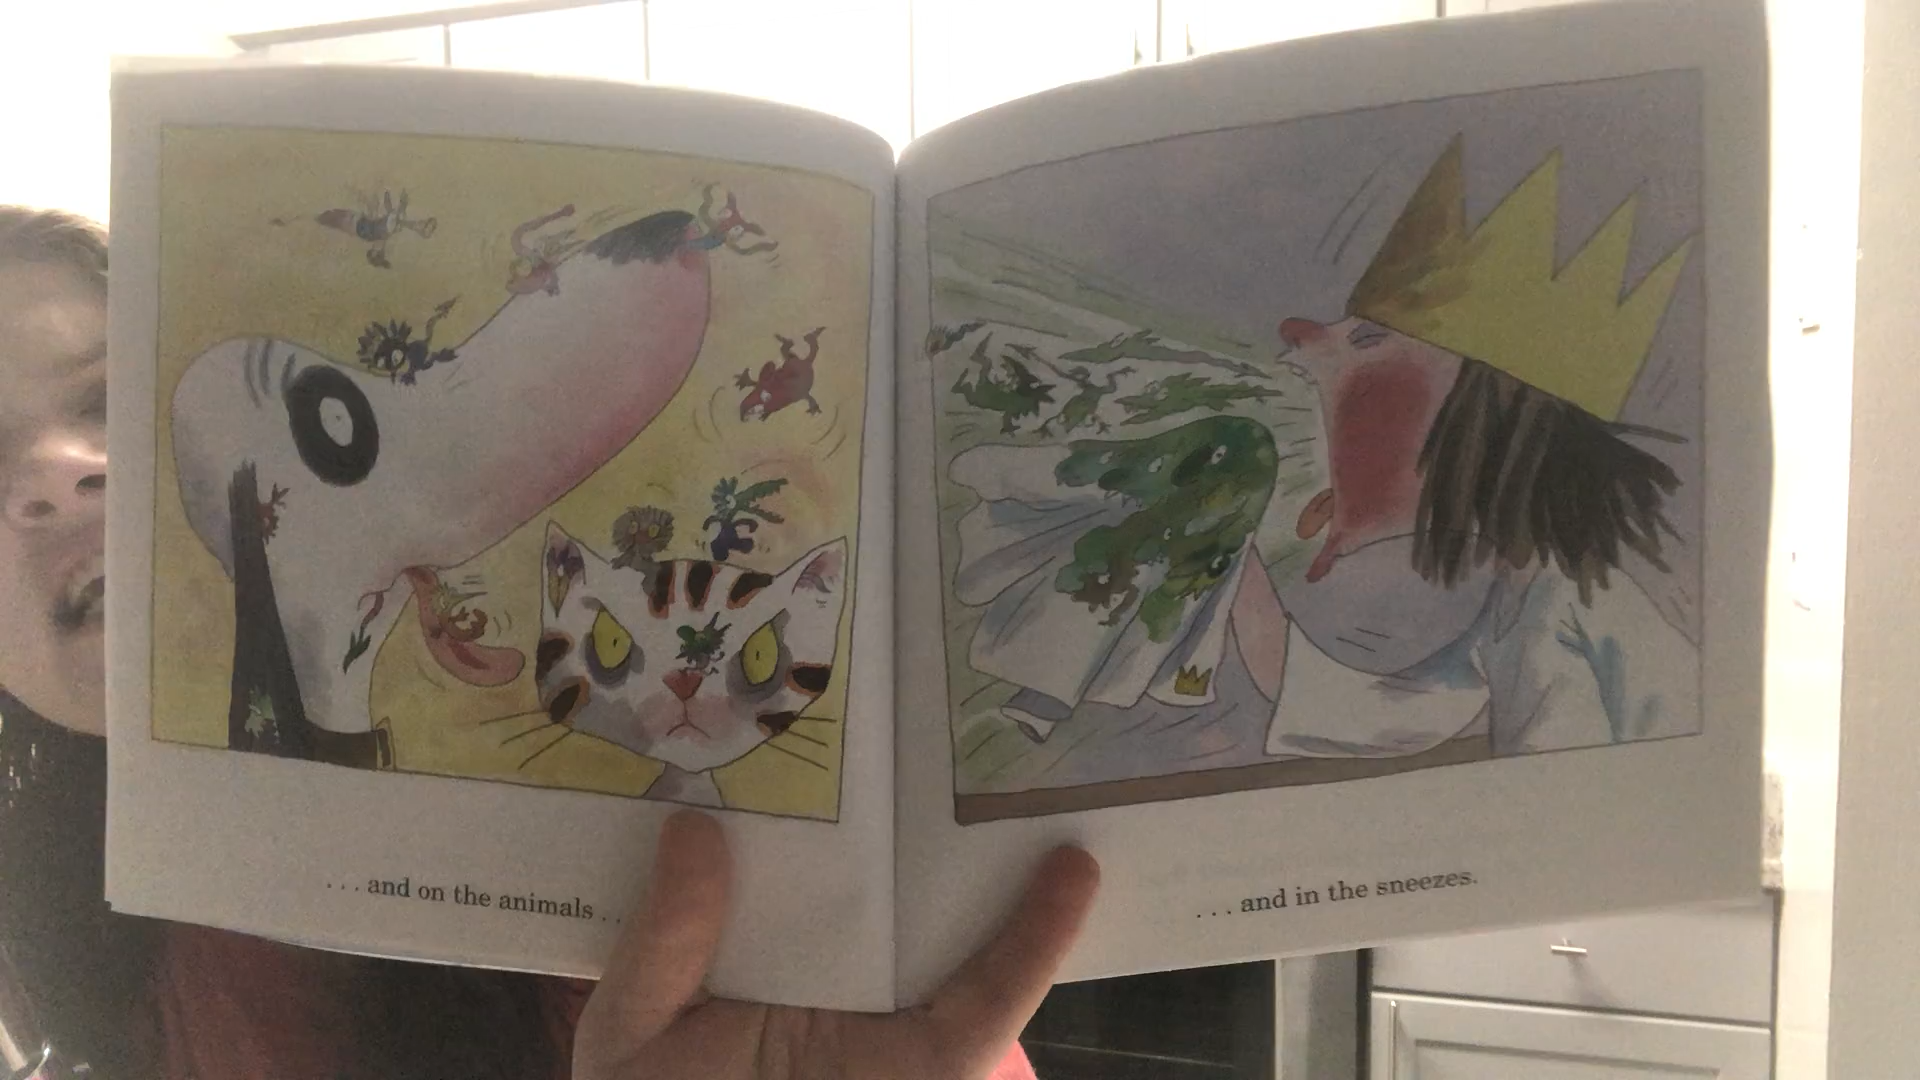 . . . and on the animals . .
. . . and in the sneezes.